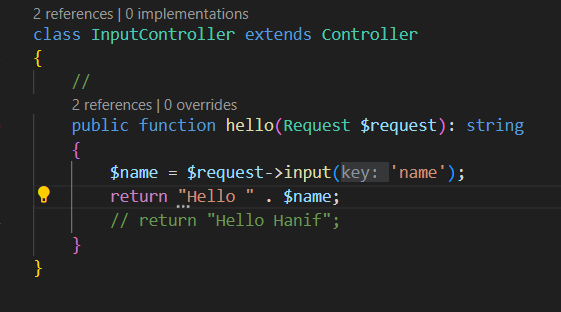 2 references | 0 implementations
class InputController extends Controller
{
//
2 references | 0 overrides
public function hello(Request $request): string
{
$name = $request->input(key: 'name');
return "Hello " . $name;
// return "Hello Hanif";
}
}